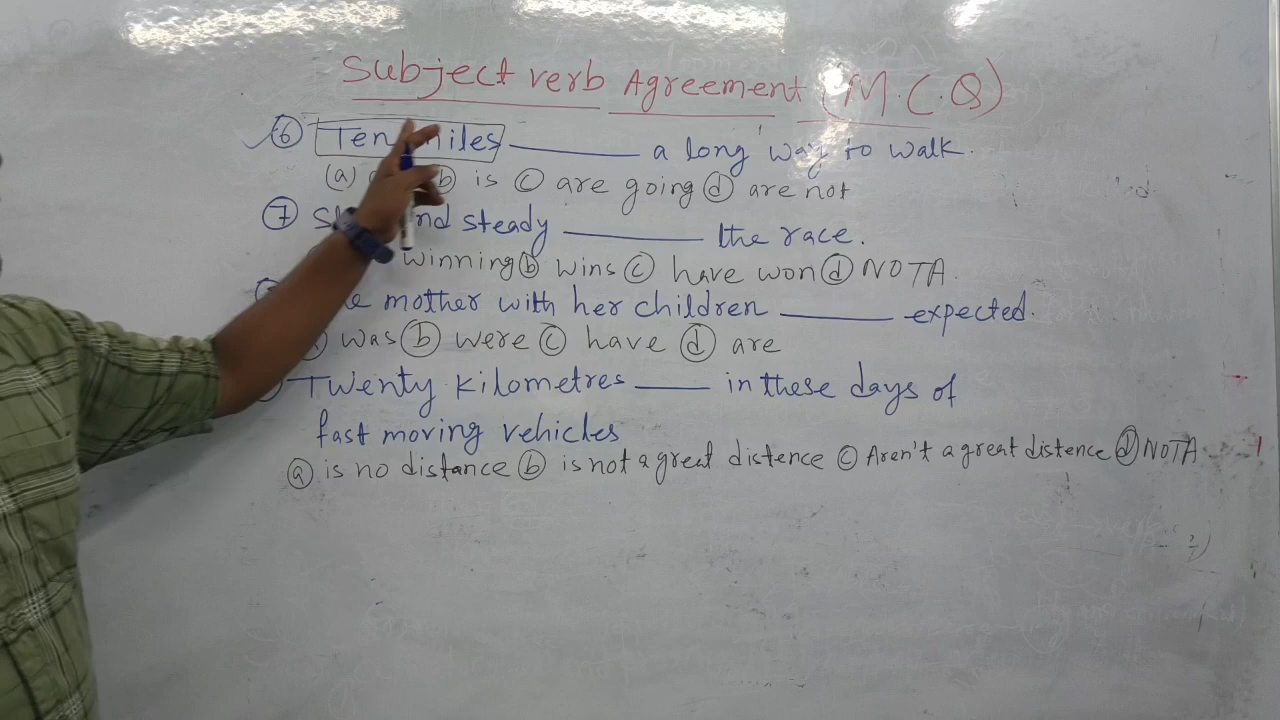 Subject verb Agreement (M.C.Q)
⑥ Ten miles ______ a long way to walk.
(a) (b) is (c) are going (d) are not
⑦ and steady ______ the race.
winning (b) wins (c) have won (d) NOTA.
mother with her children ______ expected.
was (b) were (c) have (d) are
Twenty kilometres ______ in these days of
fast moving vehicles
(a) is no distance (b) is not a great distence (c) Aren't a great distence (d) NOTA